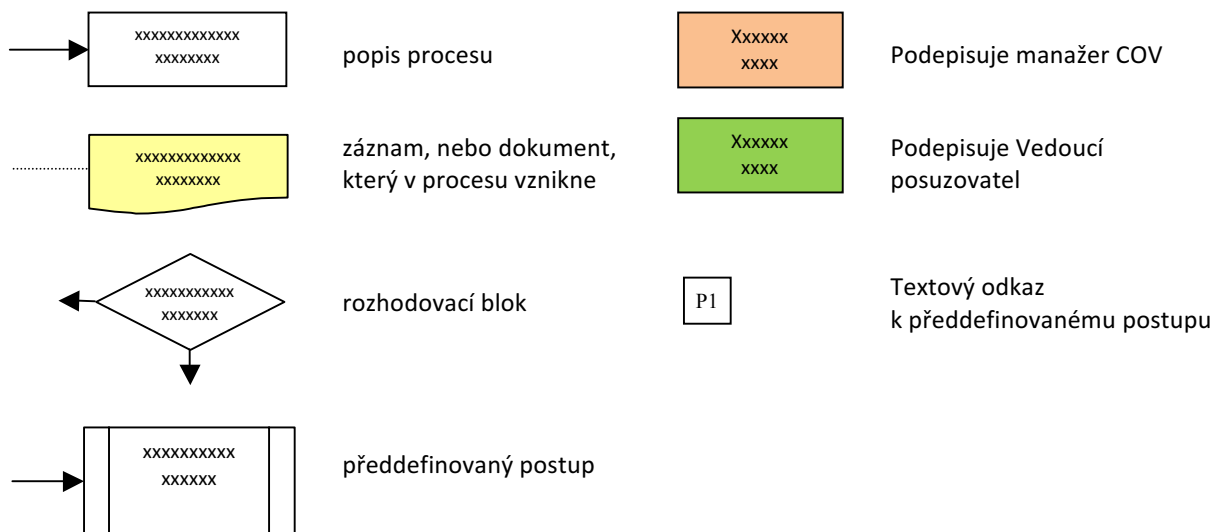 xxxxxxxxxxxxx
xxxxxxxx
popis procesu
Xxxxxx
xxxx
Podepisuje manažer COV
xxxxxxxxxxxxx
xxxxxxxx
záznam, nebo dokument,
který v procesu vznikne
Xxxxxx
xxxx
Podepisuje Vedoucí
posuzovatel
xxxxxxxxxxx
xxxxxxx
rozhodovací blok
P1
Textový odkaz
k předdefinovanému postupu
xxxxxxxxxx
xxxxxx
předdefinovaný postup